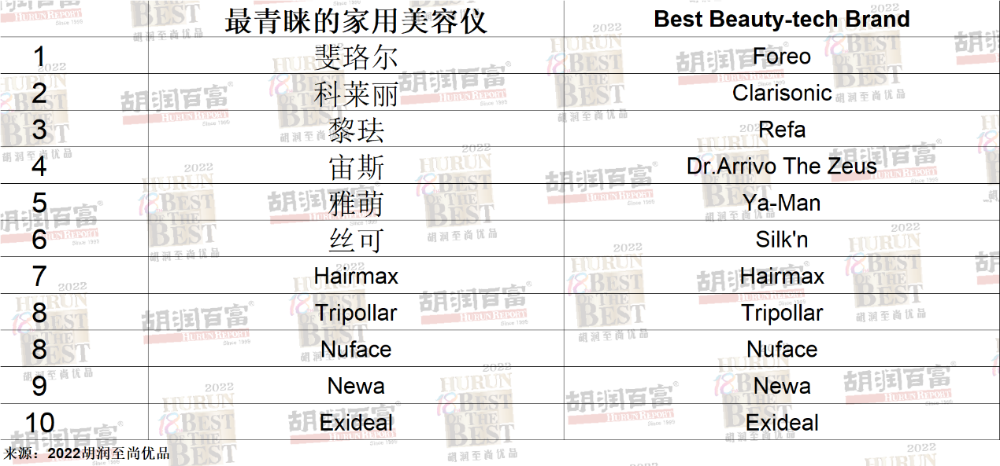 最青睐的家用美容仪 Best Beauty-tech Brand
1 斐珞尔 Foreo
2 科莱丽 Clarisonic
3 黎珐 Refa
4 宙斯 Dr.Arrivo The Zeus
5 雅萌 Ya-Man
6 丝可 Silk'n
7 Hairmax Hairmax
8 Tripollar Tripollar
8 Nuface Nuface
9 Newa Newa
10 Exideal Exideal
来源：2022胡润至尚优品